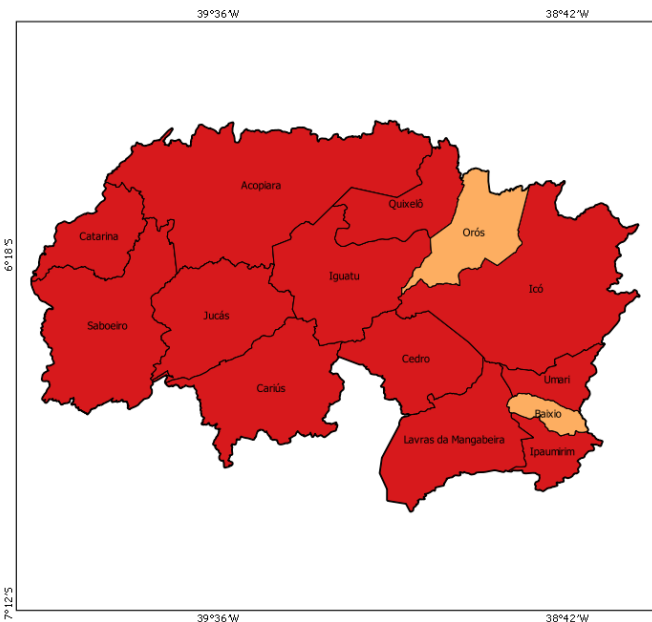 39°36'W 38°42'W
Acopiara
Quixelô
Catarina
Orós
6°18'S
Iguatu
Icó
Jucás
Saboeiro
Cedro
Umari
Cariús
Baixio
Lavras da Mangabeira
Ipaumirim
7°12'S
39°36'W 38°42'W